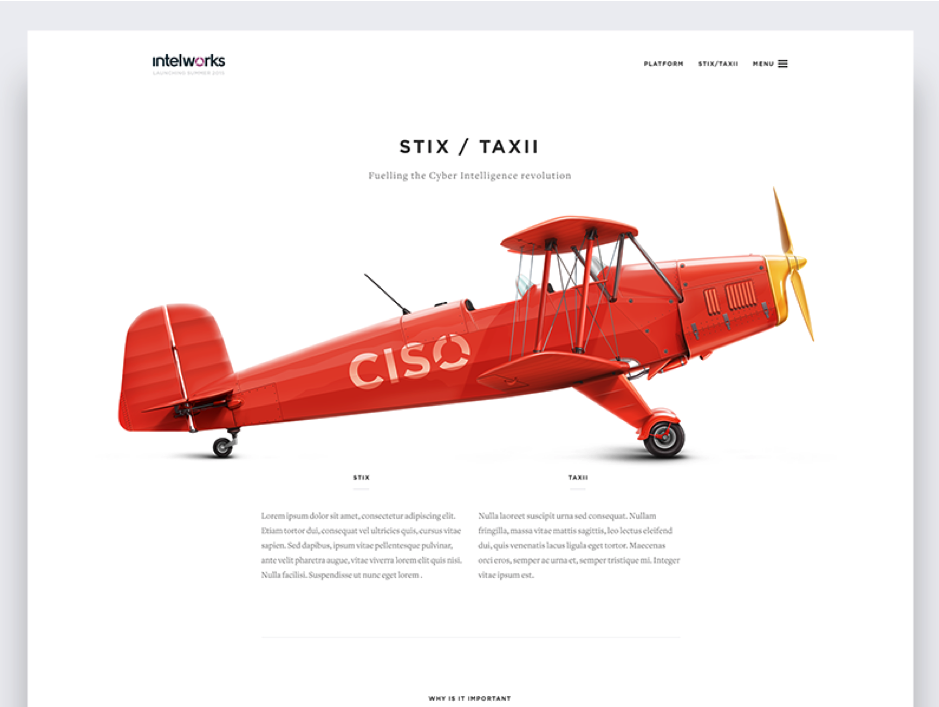 intelworks
LAUNCHING SUMMER 2015
PLATFORM STIX/TAXII MENU
STIX / TAXII
Fuelling the Cyber Intelligence revolution
CISO
STIX
Lorem ipsum dolor sit amet, consectetur adipiscing elit.
Etiam tortor dui, consequat vel ultricies quis, cursus vitae
sapien. Sed dapibus, ipsum vitae pellentesque pulvinar,
ante velit pharetra augue, vitae viverra lorem elit quis nisi.
Nulla facilisi. Suspendisse ut nunc eget lorem .
TAXII
Nulla laoreet suscipit urna sed consequat. Nullam
fringilla, massa vitae mattis sagittis, leo lectus eleifend
dui, quis venenatis lacus ligula eget tortor. Maecenas
orci eros, semper ac urna et, semper tristique mi. Integer
vitae ipsum est.
WHY IS IT IMPORTANT